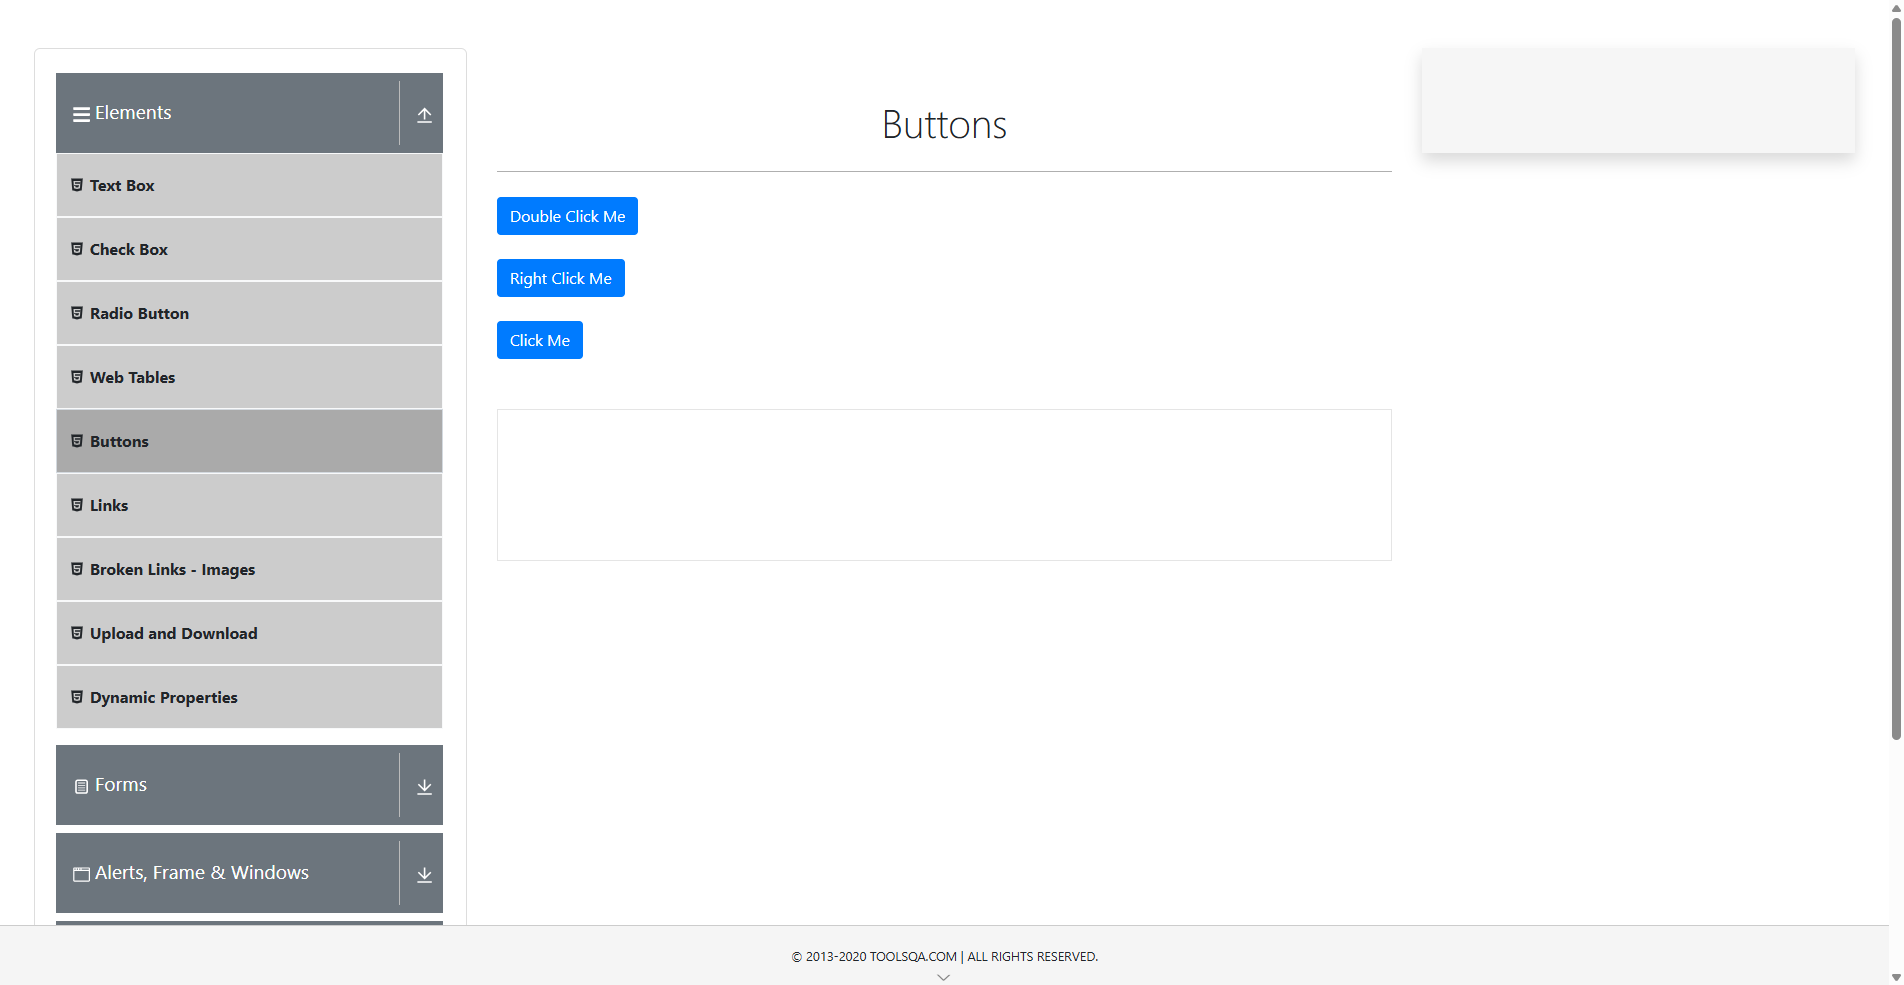 Elements
Text Box
Check Box
Radio Button
Web Tables
Buttons
Links
Broken Links - Images
Upload and Download
Dynamic Properties
Forms
Alerts, Frame & Windows
Buttons
Double Click Me
Right Click Me
Click Me
© 2013-2020 TOOLSQA.COM | ALL RIGHTS RESERVED.